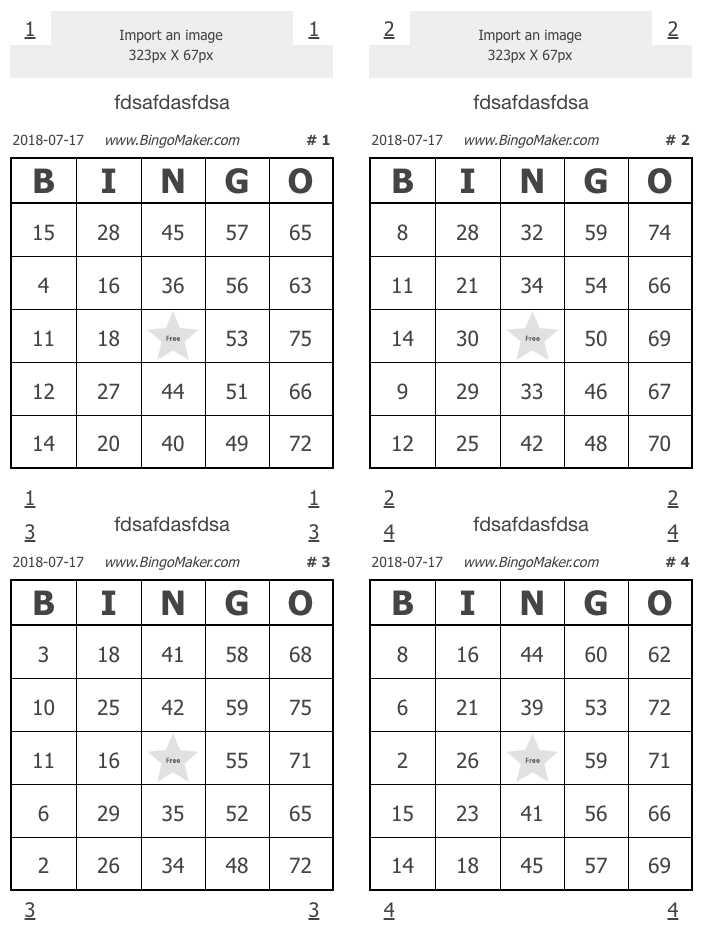 1 Import an image 1
323px X 67px
fdsafdasfdsa
2018-07-17 www.BingoMaker.com # 1
B I N G O
15 28 45 57 65
4 16 36 56 63
11 18 Free 53 75
12 27 44 51 66
14 20 40 49 72
1 1
2 Import an image 2
323px X 67px
fdsafdasfdsa
2018-07-17 www.BingoMaker.com # 2
B I N G O
8 28 32 59 74
11 21 34 54 66
14 30 Free 50 69
9 29 33 46 67
12 25 42 48 70
2 2
3 fdsafdasfdsa 3
2018-07-17 www.BingoMaker.com # 3
B I N G O
3 18 41 58 68
10 25 42 59 75
11 16 Free 55 71
6 29 35 52 65
2 26 34 48 72
3 3
4 fdsafdasfdsa 4
2018-07-17 www.BingoMaker.com # 4
B I N G O
8 16 44 60 62
6 21 39 53 72
2 26 Free 59 71
15 23 41 56 66
14 18 45 57 69
4 4